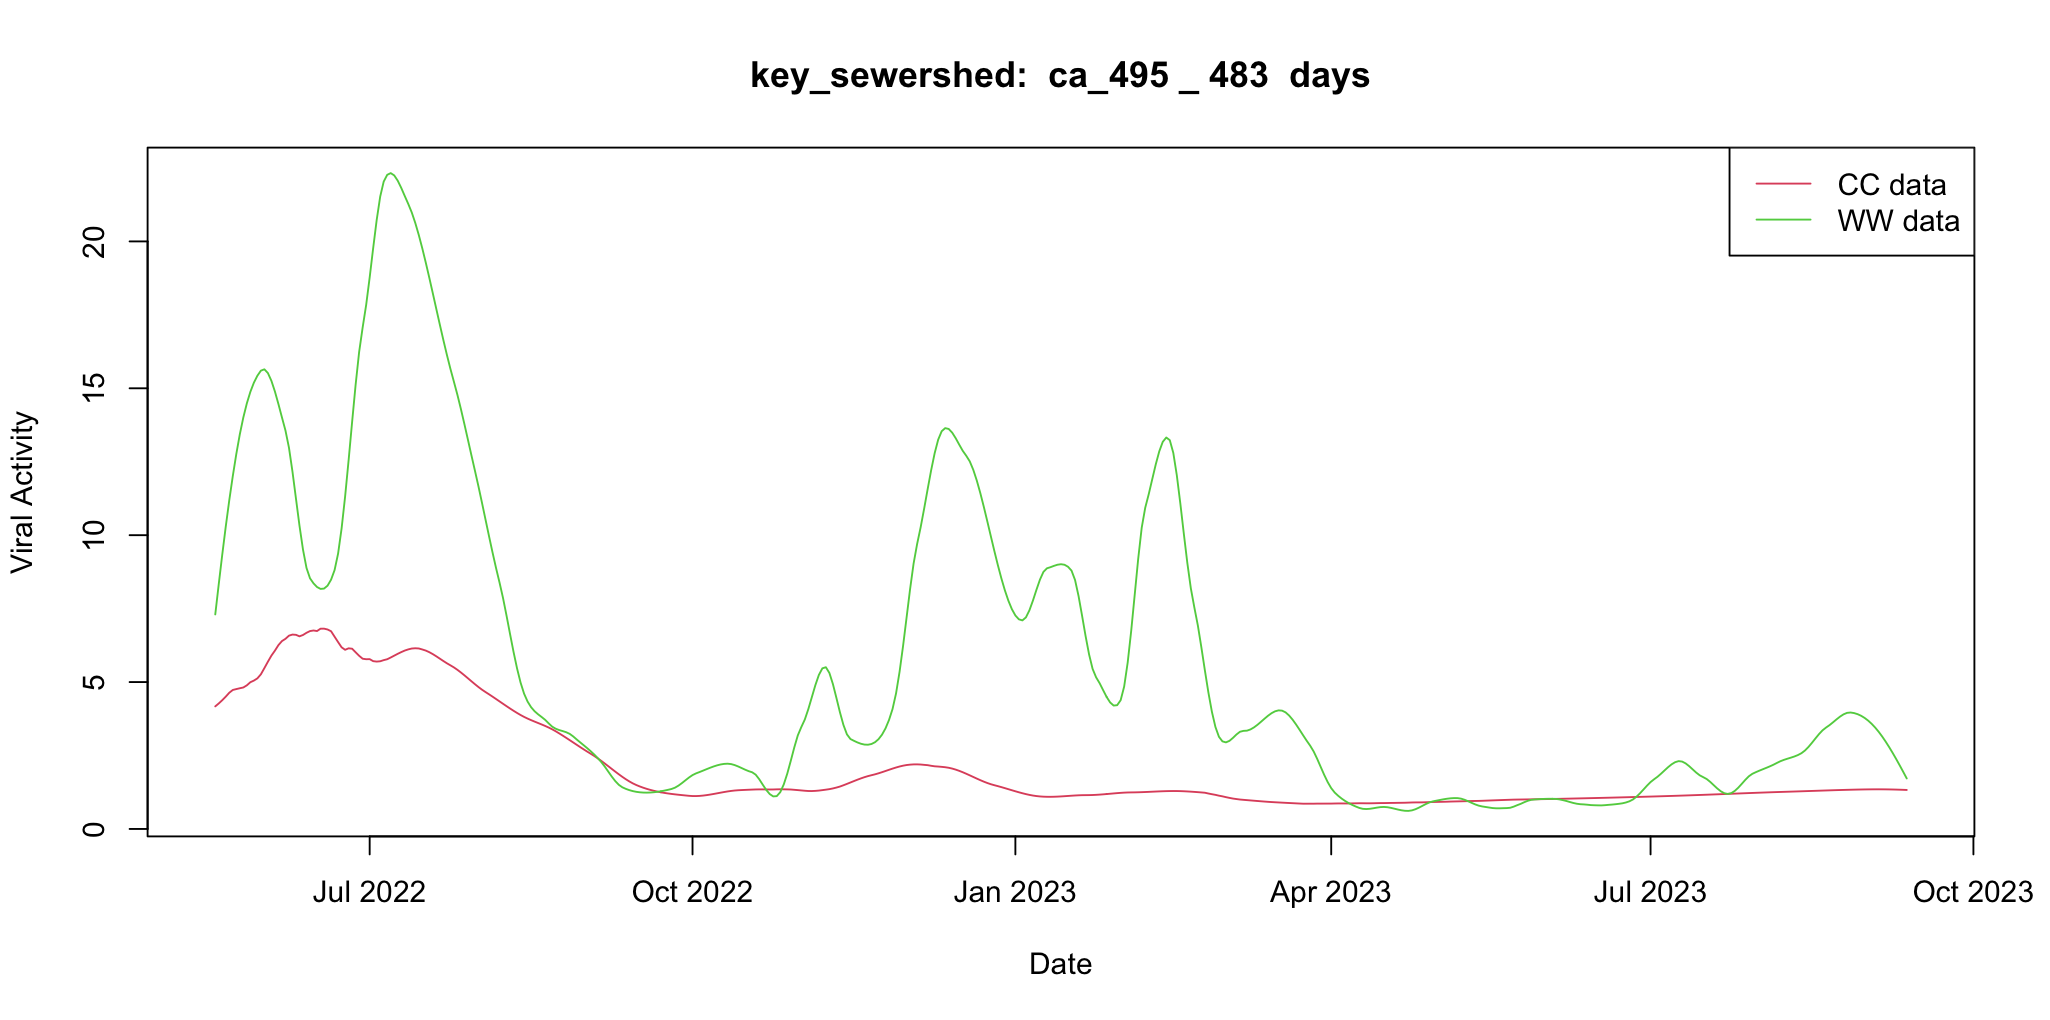 key_sewershed:  ca_495 _ 483  days
CC data
WW data
Viral Activity
20
15
10
5
0
Jul 2022
Oct 2022
Jan 2023
Apr 2023
Jul 2023
Oct 2023
Date